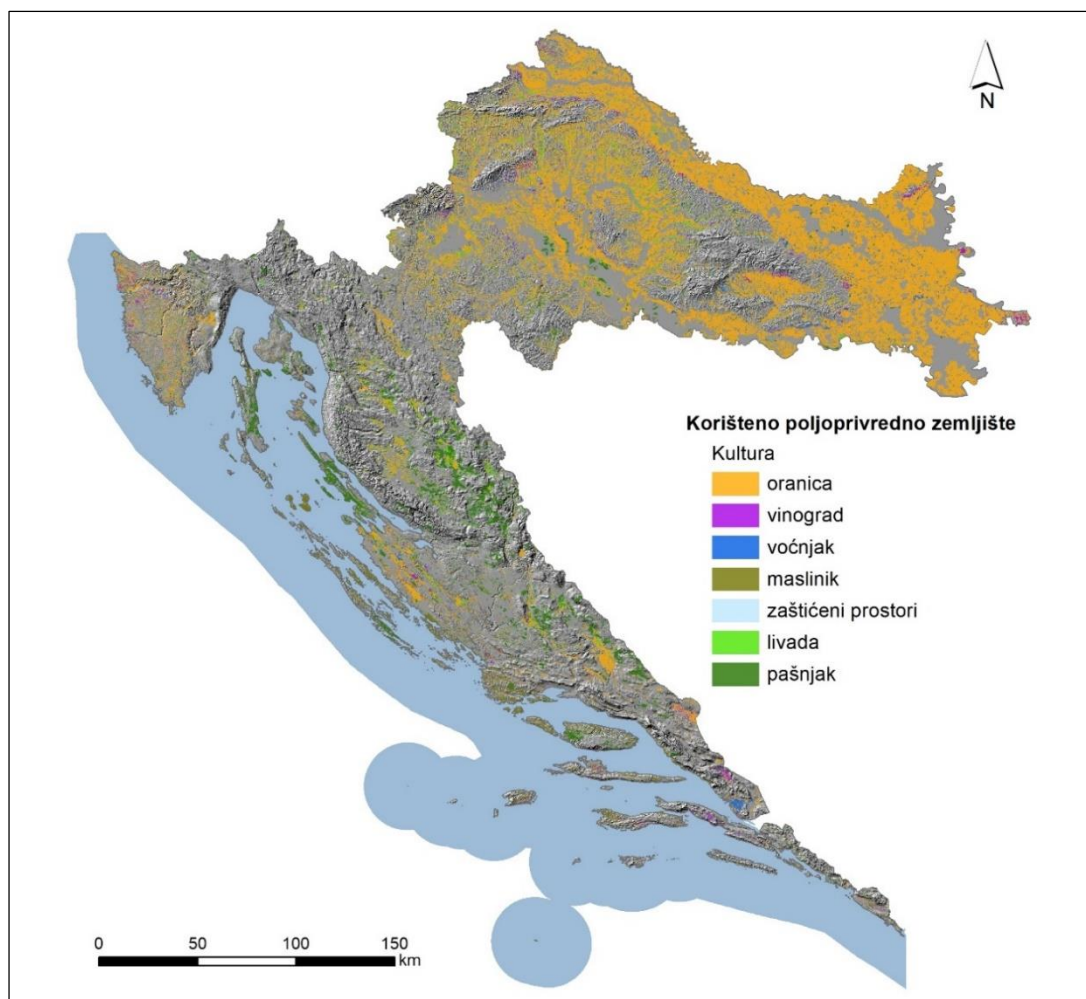 N
Korišteno poljoprivredno zemljište
Kultura
oranica
vinograd
voćnjak
maslinik
zaštićeni prostori
livada
pašnjak
0 50 100 150
km